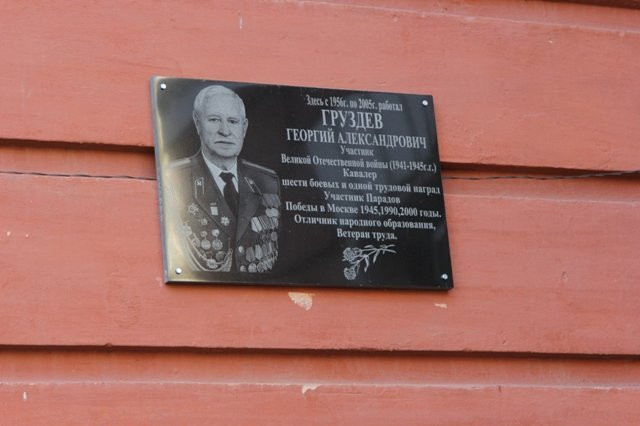 Здесь с 1956г. по 2005г. работал
ГРУЗДЕВ
ГЕОРГИЙ АЛЕКСАНДРОВИЧ
Участник
Великой Отечественной войны (1941-1945г.г.)
Кавалер
шести боевых и одной трудовой наград
Участник Парадов
Победы в Москве 1945,1990,2000 годы.
Отличник народного образования,
Ветеран труда.